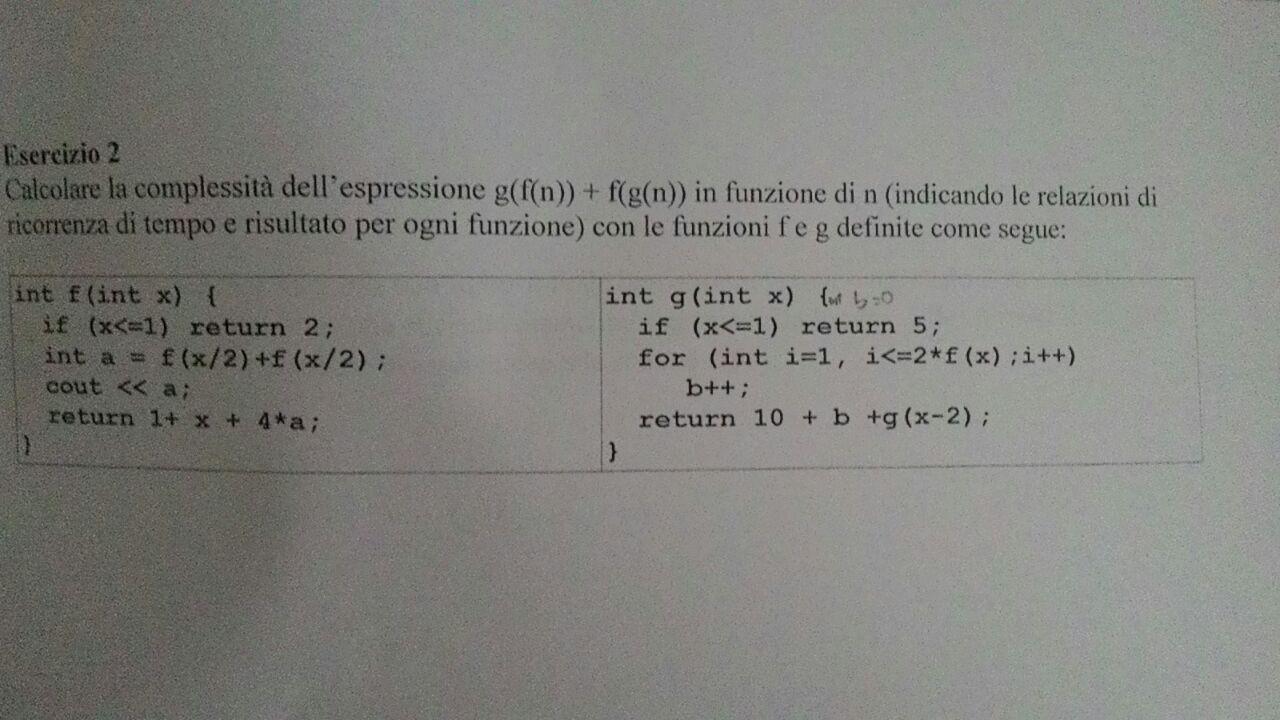 Esercizio 2
Calcolare la complessità dell'espressione g(f(n)) + f(g(n)) in funzione di n (indicando le relazioni di
ricorrenza di tempo e risultato per ogni funzione) con le funzioni f e g definite come segue:
int f(int x) {
if (x<=1) return 2;
int a = f(x/2)+f(x/2);
cout << a;
return 1+ x + 4*a;
}
int g(int x) { int b=0
if (x<=1) return 5;
for (int i=1, i<=2*f(x);i++)
b++;
return 10 + b +g(x-2);
}